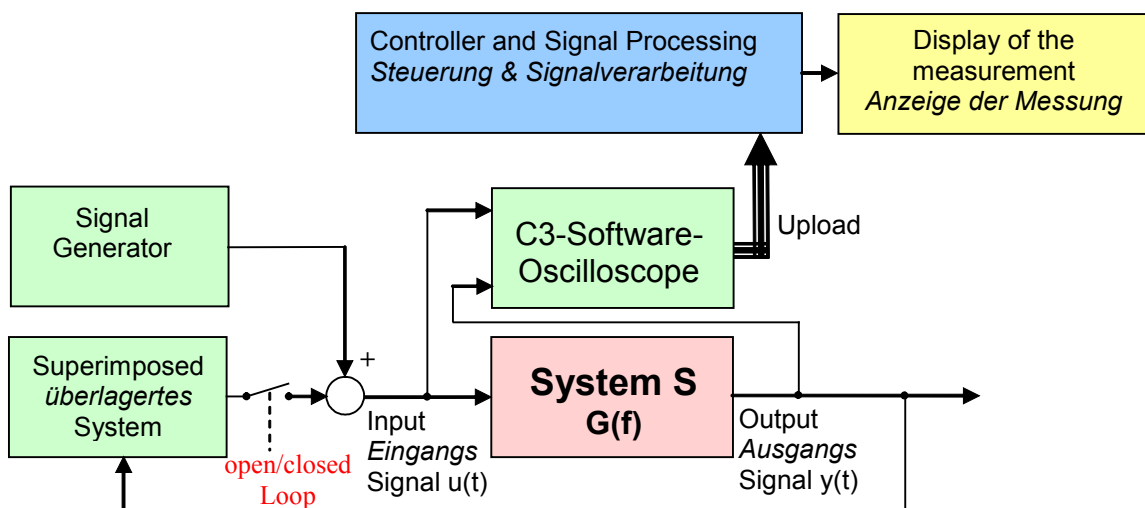 Controller and Signal Processing
Steuerung & Signalverarbeitung
Display of the
measurement
Anzeige der Messung
Signal
Generator
C3-Software-
Oscilloscope
Upload
Superimposed
überlagertes
System
+
System S
G(f)
Input
Eingangs
Signal u(t)
Output
Ausgangs
Signal y(t)
open/closed
Loop